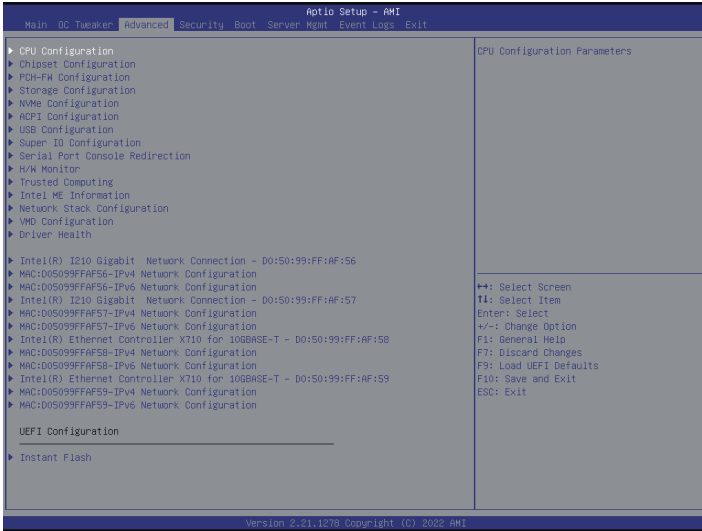 Aptio Setup – AMI
Main OC Tweaker Advanced Security Boot Server Mgmt Event Logs Exit
CPU Configuration
Chipset Configuration
PCH-FW Configuration
Storage Configuration
NVMe Configuration
ACPI Configuration
USB Configuration
Super IO Configuration
Serial Port Console Redirection
H/W Monitor
Trusted Computing
Intel ME Information
Network Stack Configuration
VMD Configuration
Driver Health
Intel(R) I210 Gigabit Network Connection – D0:50:99:FF:AF:56
MAC:D05099FFAF56-IPv4 Network Configuration
MAC:D05099FFAF56-IPv6 Network Configuration
Intel(R) I210 Gigabit Network Connection – D0:50:99:FF:AF:57
MAC:D05099FFAF57-IPv4 Network Configuration
MAC:D05099FFAF57-IPv6 Network Configuration
Intel(R) Ethernet Controller X710 for 10GBASE-T – D0:50:99:FF:AF:58
MAC:D05099FFAF58-IPv4 Network Configuration
MAC:D05099FFAF58-IPv6 Network Configuration
Intel(R) Ethernet Controller X710 for 10GBASE-T – D0:50:99:FF:AF:59
MAC:D05099FFAF59-IPv4 Network Configuration
MAC:D05099FFAF59-IPv6 Network Configuration
UEFI Configuration
Instant Flash
CPU Configuration Parameters
↔: Select Screen
↑↓: Select Item
Enter: Select
+/-: Change Option
F1: General Help
F7: Discard Changes
F9: Load UEFI Defaults
F10: Save and Exit
ESC: Exit
Version 2.21.1278 Copyright (C) 2022 AMI